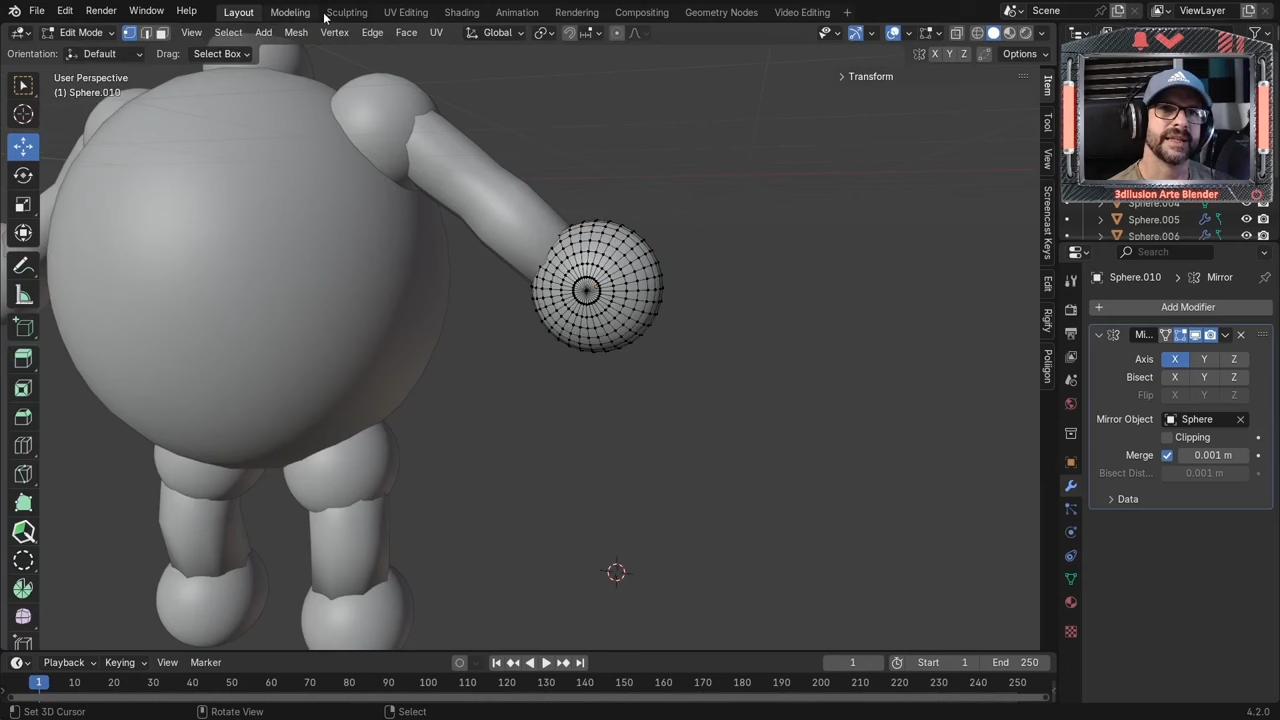 File Edit Render Window Help Layout Modeling Sculpting UV Editing Shading Animation Rendering Compositing Geometry Nodes Video Editing + Scene ViewLayer
Edit Mode View Select Add Mesh Vertex Edge Face UV Global
Orientation: Default Drag: Select Box X Y Z Options
User Perspective
(1) Sphere.010
Transform
Item
Tool
View
Screencast Keys
Edit
Rigify
Poliigon
3dIlusion Arte Blender
Sphere.004
Sphere.005
Sphere.006
Search
Sphere.010 > Mirror
+ Add Modifier
Mi...
Axis X Y Z
Bisect X Y Z
Flip X Y Z
Mirror Object Sphere
Clipping
Merge 0.001 m
Bisect Dist... 0.001 m
Data
Playback Keying View Marker 1 Start 1 End 250
1 10 20 30 40 50 60 70 80 90 100 110 120 130 140 150 160 170 180 190 200 210 220 230 240 250
Set 3D Cursor Rotate View Select 4.2.0